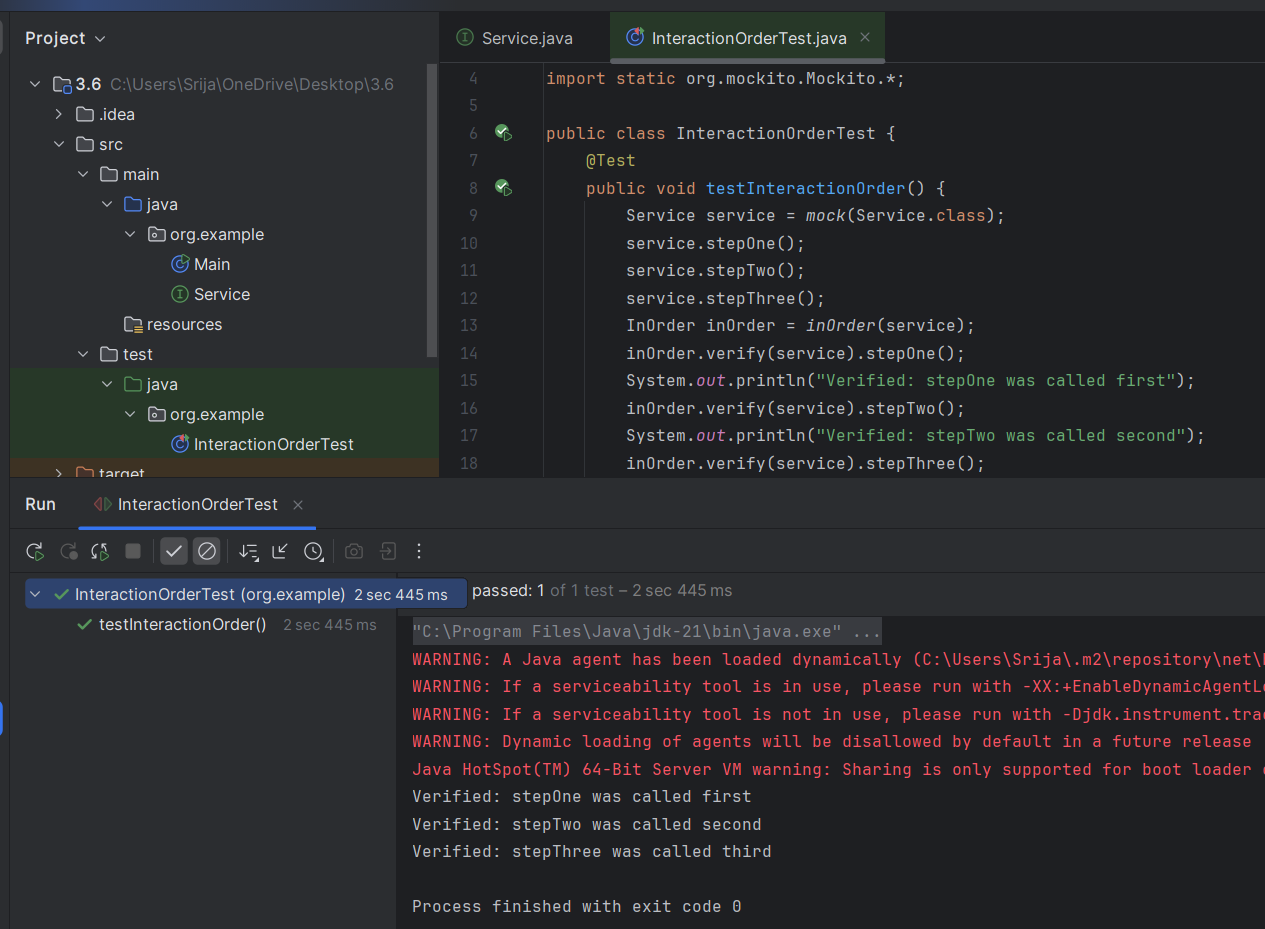 Project
3.6 C:\Users\Srija\OneDrive\Desktop\3.6
.idea
src
main
java
org.example
Main
Service
resources
test
java
org.example
InteractionOrderTest
target
Service.java
InteractionOrderTest.java
4 import static org.mockito.Mockito.*;
5
6 public class InteractionOrderTest {
7 @Test
8 public void testInteractionOrder() {
9 Service service = mock(Service.class);
10 service.stepOne();
11 service.stepTwo();
12 service.stepThree();
13 InOrder inOrder = inOrder(service);
14 inOrder.verify(service).stepOne();
15 System.out.println("Verified: stepOne was called first");
16 inOrder.verify(service).stepTwo();
17 System.out.println("Verified: stepTwo was called second");
18 inOrder.verify(service).stepThree();
Run InteractionOrderTest
InteractionOrderTest (org.example) 2 sec 445 ms
testInteractionOrder() 2 sec 445 ms
passed: 1 of 1 test – 2 sec 445 ms
"C:\Program Files\Java\jdk-21\bin\java.exe" ...
WARNING: A Java agent has been loaded dynamically (C:\Users\Srija\.m2\repository\net\
WARNING: If a serviceability tool is in use, please run with -XX:+EnableDynamicAgentL
WARNING: If a serviceability tool is not in use, please run with -Djdk.instrument.tra
WARNING: Dynamic loading of agents will be disallowed by default in a future release
Java HotSpot(TM) 64-Bit Server VM warning: Sharing is only supported for boot loader
Verified: stepOne was called first
Verified: stepTwo was called second
Verified: stepThree was called third
Process finished with exit code 0